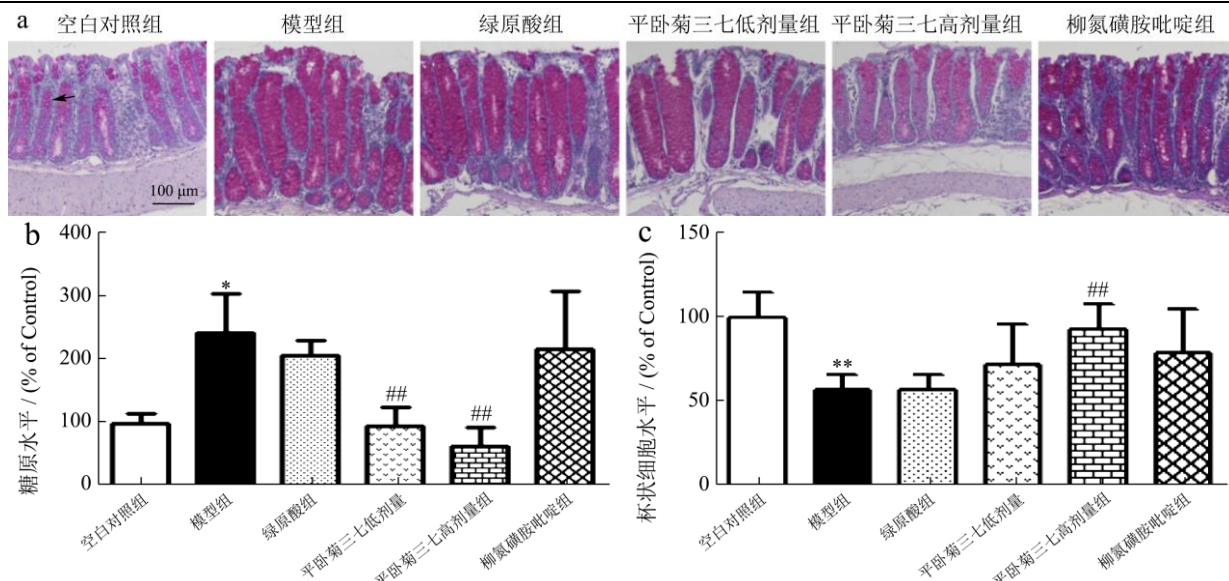 a
空白对照组 模型组 绿原酸组 平卧菊三七低剂量组 平卧菊三七高剂量组 柳氮磺胺吡啶组
100 μm
b
糖原水平 / (% of Control)
400
300
200
100
0
*
##
##
空白对照组
模型组
绿原酸组
平卧菊三七低剂量
平卧菊三七高剂量组
柳氮磺胺吡啶组
c
杯状细胞水平 / (% of Control)
150
100
50
0
**
##
空白对照组
模型组
绿原酸组
平卧菊三七低剂量
平卧菊三七高剂量组
柳氮磺胺吡啶组